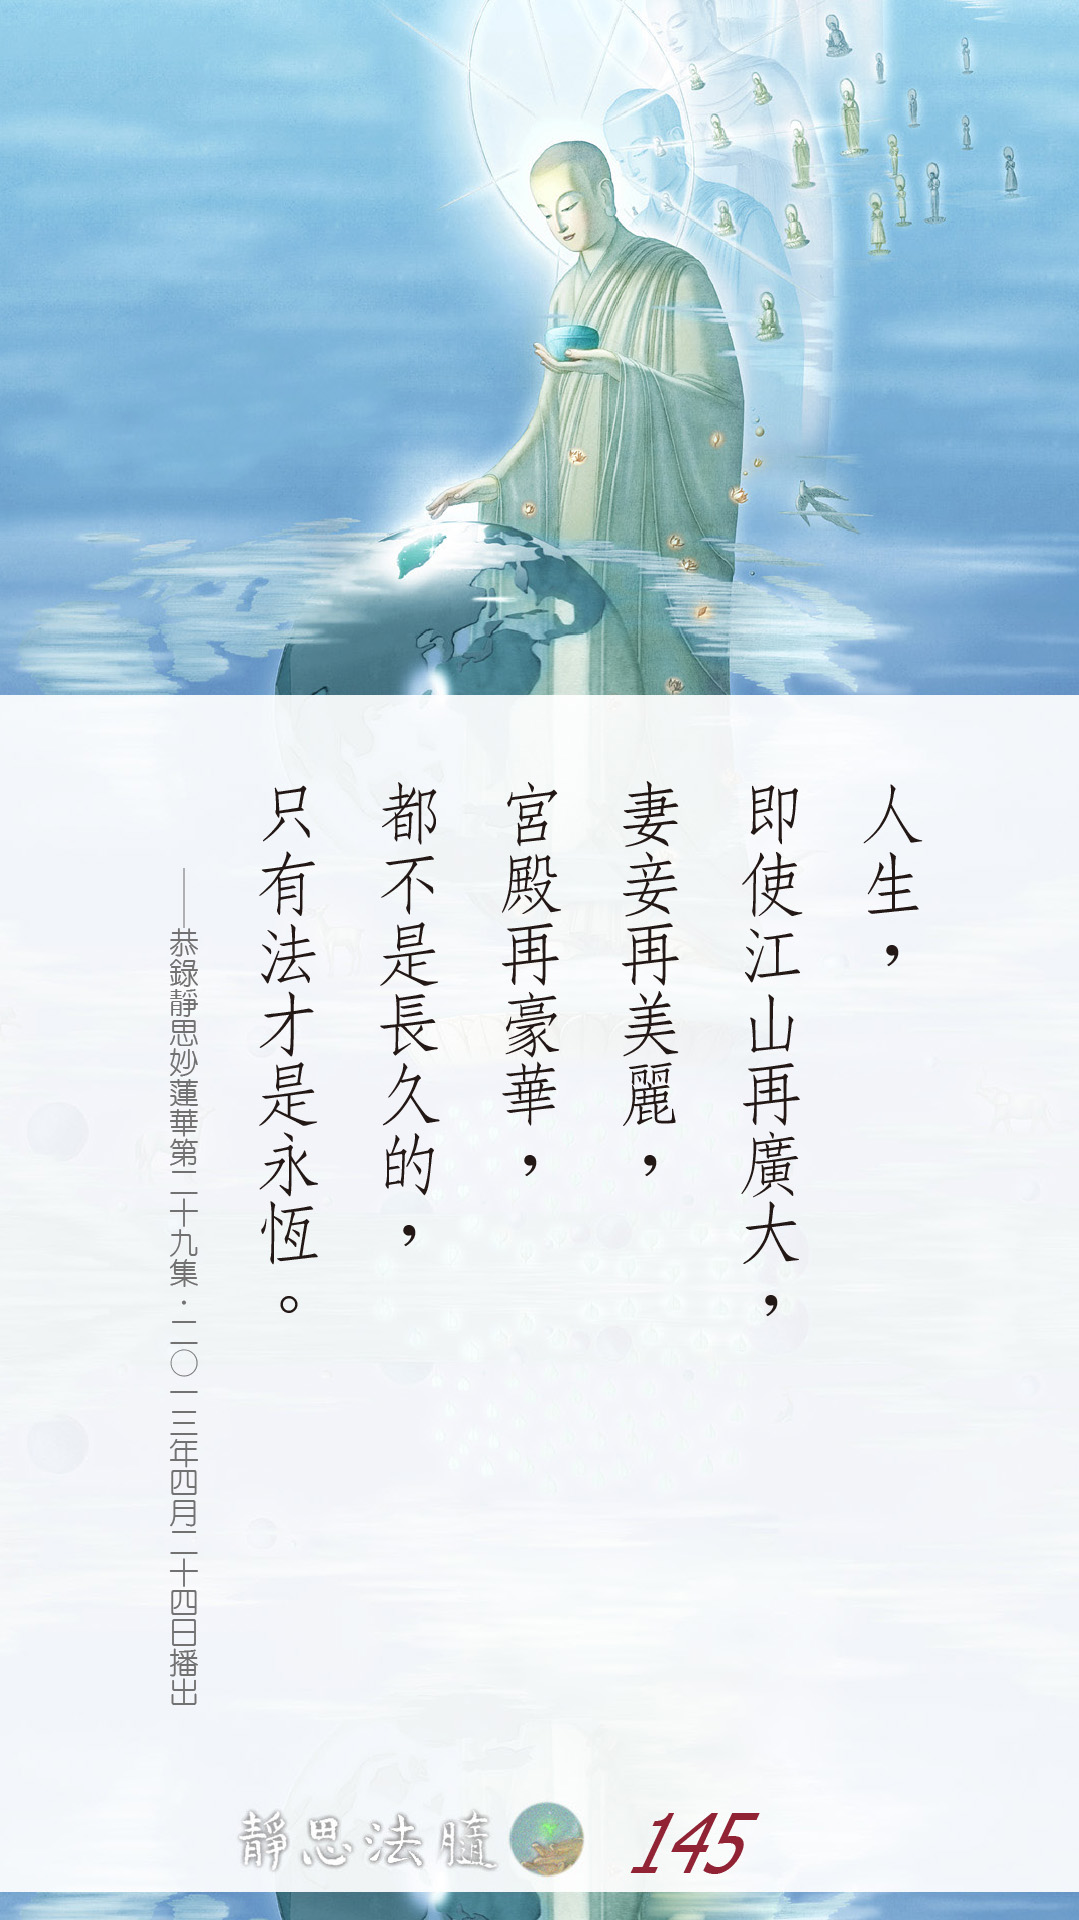 人生，
即使江山再廣大，
妻妾再美麗，
宮殿再豪華，
都不是長久的，
只有法才是永恆。
——恭錄靜思妙蓮華第二十九集．二〇一三年四月二十四日播出
靜思法髓
145